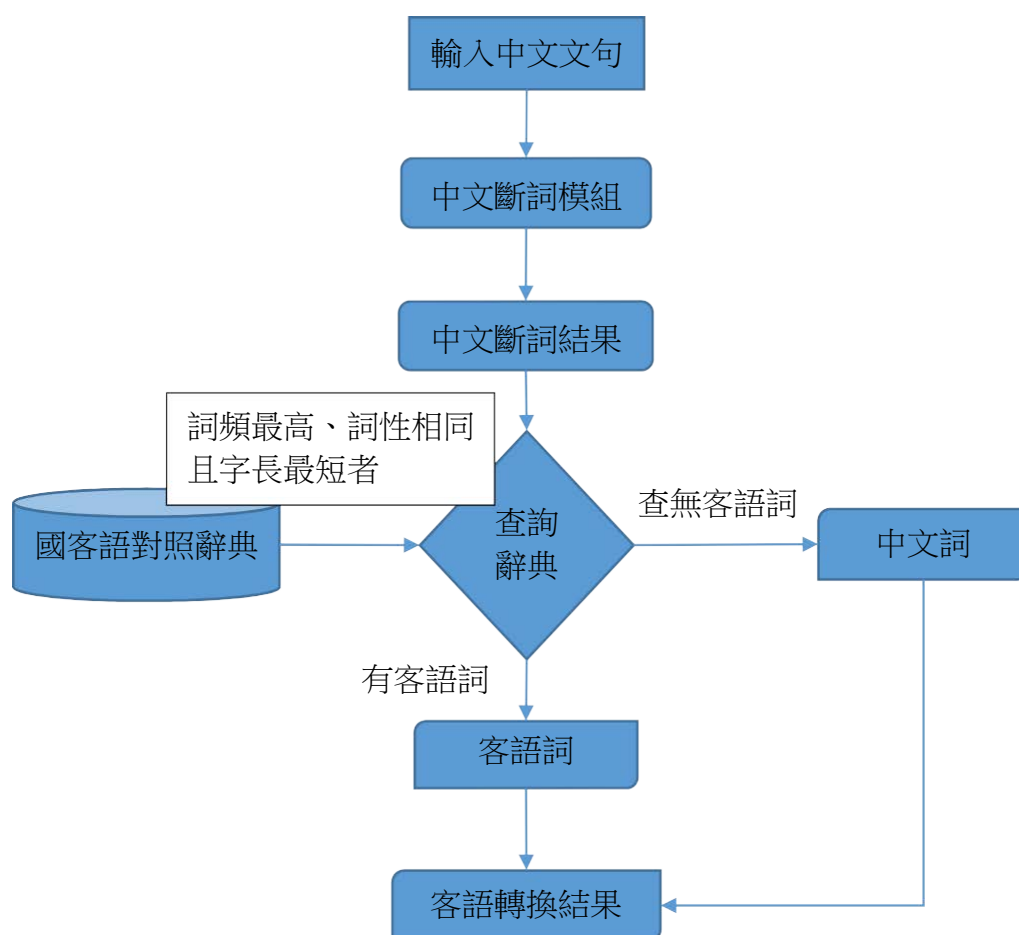 輸入中文文句
中文斷詞模組
中文斷詞結果
詞頻最高、詞性相同
且字長最短者
國客語對照辭典
查詢
辭典
查無客語詞
中文詞
有客語詞
客語詞
客語轉換結果